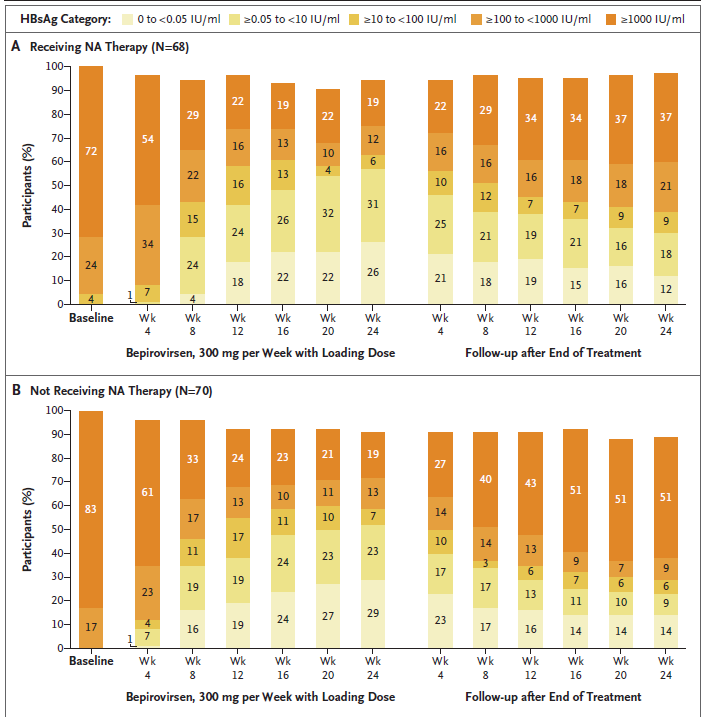 HBsAg Category: 0 to <0.05 IU/ml ≥0.05 to <10 IU/ml ≥10 to <100 IU/ml ≥100 to <1000 IU/ml ≥1000 IU/ml
A Receiving NA Therapy (N=68)
Participants (%)
100
90
80
70
60
50
40
30
20
10
0
72 24 4
54 34 7 1
29 22 15 24 4
22 16 16 24 18
19 13 13 26 22
22 10 4 32 22
19 12 6 31 26
22 16 10 25 21
29 16 12 21 18
34 16 7 19 19
34 18 7 21 15
37 18 9 16 16
37 21 9 18 12
Baseline Wk Wk Wk Wk Wk Wk Wk Wk Wk Wk Wk Wk
4 8 12 16 20 24 4 8 12 16 20 24
Bepirovirsen, 300 mg per Week with Loading Dose Follow-up after End of Treatment
B Not Receiving NA Therapy (N=70)
Participants (%)
100
90
80
70
60
50
40
30
20
10
0
83 17
61 23 4 7 1
33 17 11 19 16
24 13 17 19 19
23 10 11 24 24
21 11 10 23 27
19 13 7 23 29
27 14 10 17 23
40 14 3 17 17
43 13 6 13 16
51 9 7 11 14
51 7 6 10 14
51 9 6 9 14
Baseline Wk Wk Wk Wk Wk Wk Wk Wk Wk Wk Wk Wk
4 8 12 16 20 24 4 8 12 16 20 24
Bepirovirsen, 300 mg per Week with Loading Dose Follow-up after End of Treatment